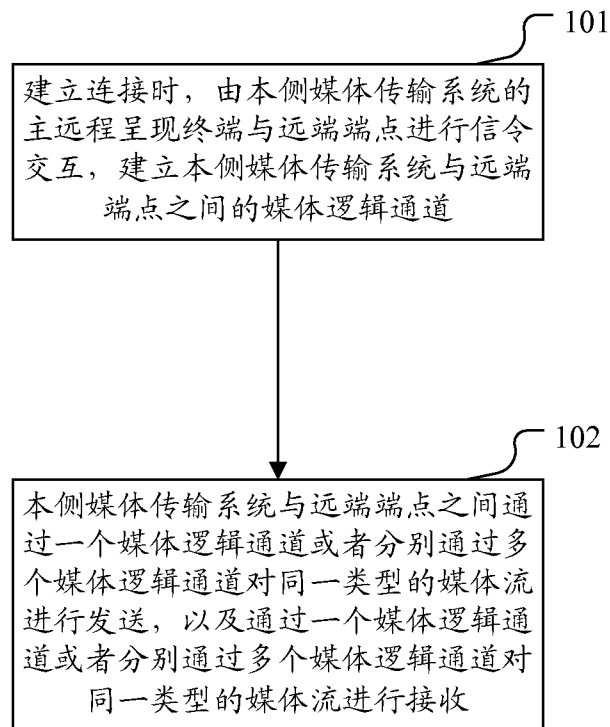 101
建立连接时，由本侧媒体传输系统的
主远程呈现终端与远端端点进行信令
交互，建立本侧媒体传输系统与远端
端点之间的媒体逻辑通道
102
本侧媒体传输系统与远端端点之间通
过一个媒体逻辑通道或者分别通过多
个媒体逻辑通道对同一类型的媒体流
进行发送，以及通过一个媒体逻辑通
道或者分别通过多个媒体逻辑通道对
同一类型的媒体流进行接收